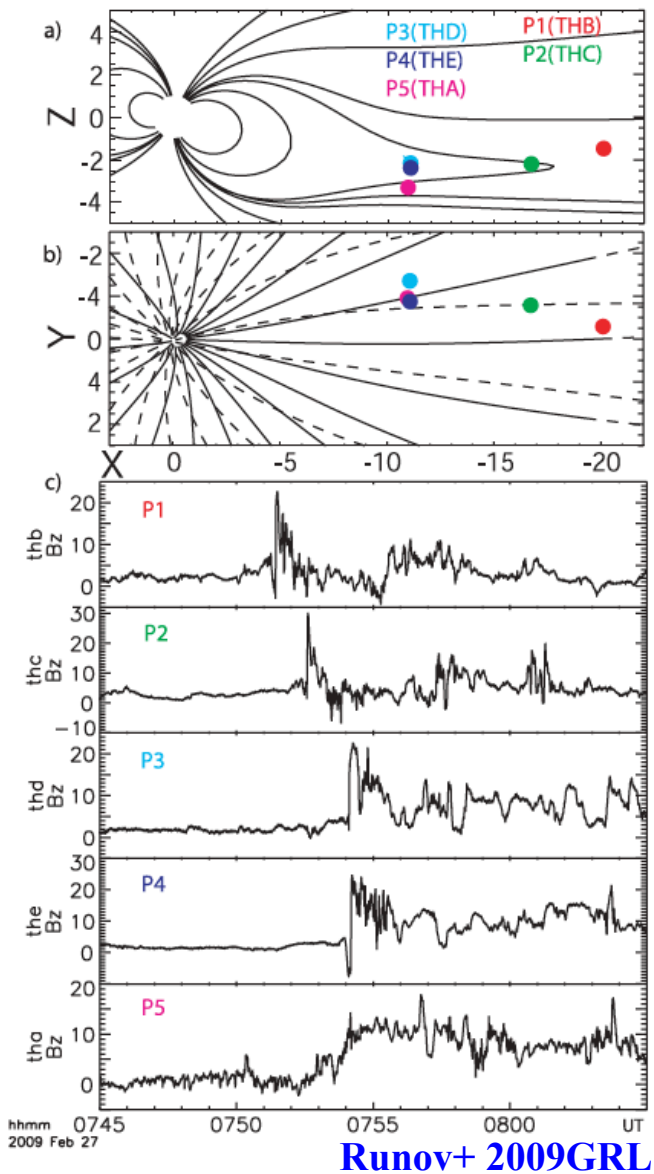 a)
P3(THD) P1(THB)
P4(THE) P2(THC)
P5(THA)
4
2
0
-2
-4
Z
b)
-2
-4
0
4
2
Y
X 0 -5 -10 -15 -20
c)
P1
thb
Bz
20
10
0
P2
thc
Bz
30
20
10
0
-10
P3
thd
Bz
20
10
0
P4
the
Bz
30
20
10
0
P5
tha
Bz
20
10
0
hhmm 0745 0750 0755 0800 UT
2009 Feb 27
Runov+ 2009GRL